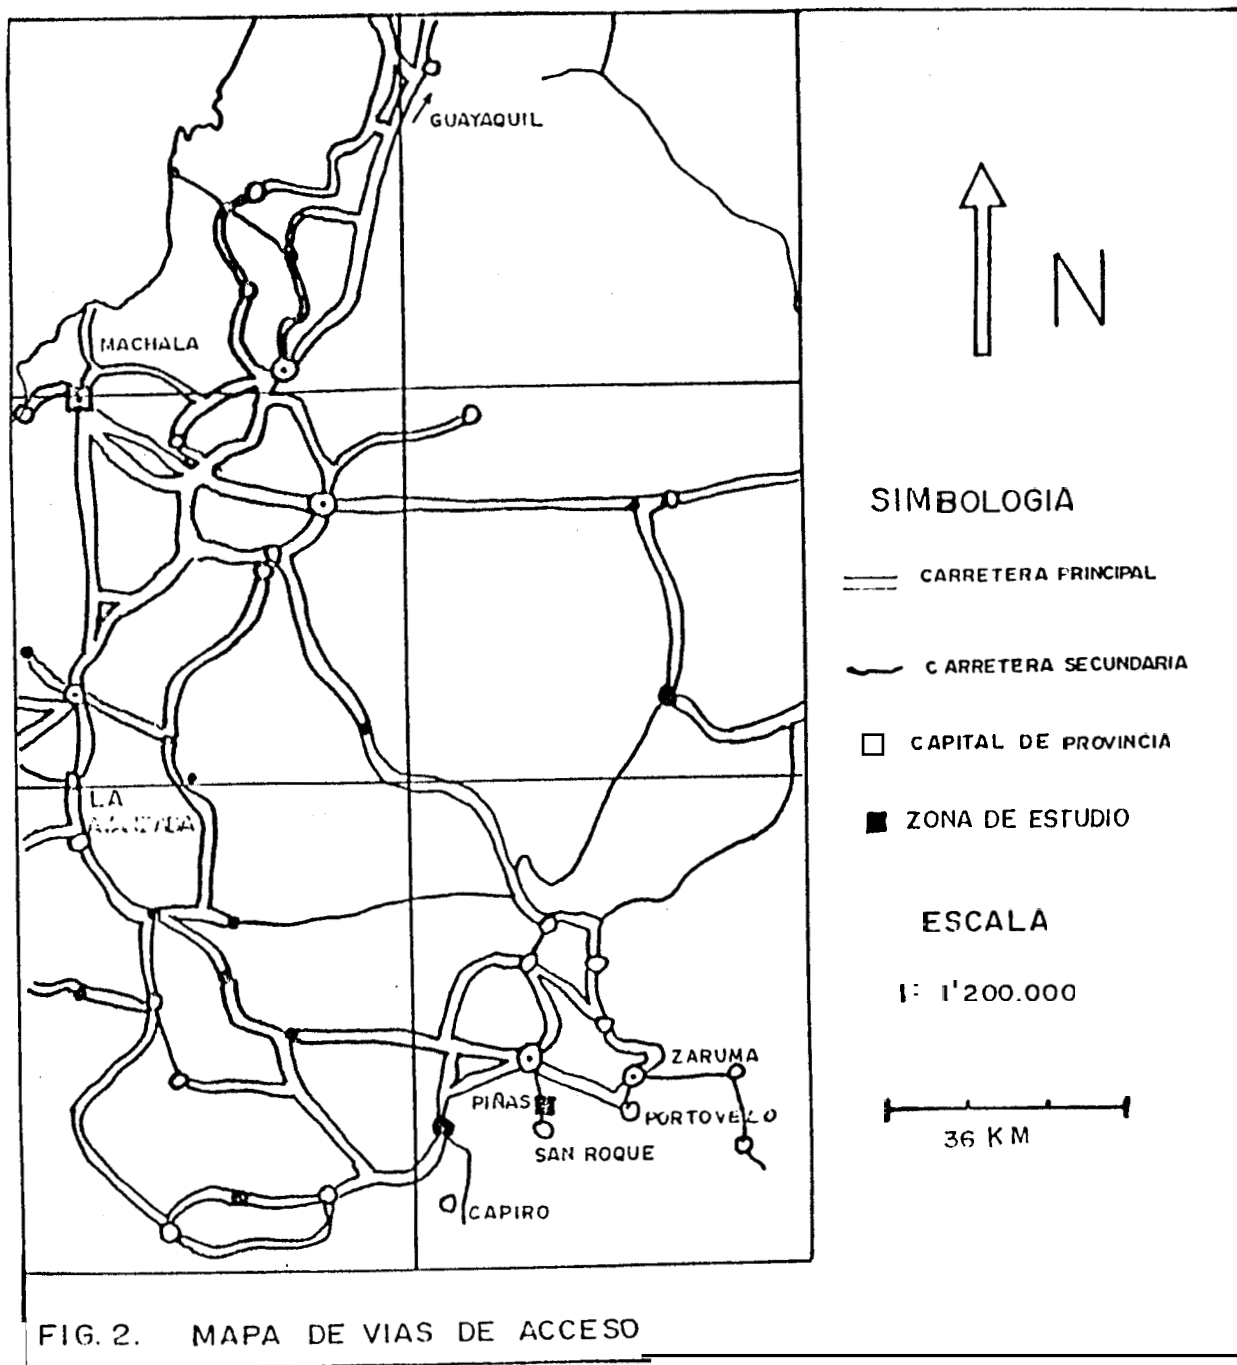 GUAYAQUIL
N
MACHALA
SIMBOLOGIA
CARRETERA PRINCIPAL
CARRETERA SECUNDARIA
CAPITAL DE PROVINCIA
LA
ZONA DE ESTUDIO
ESCALA
1: 1'200.000
ZARUMA
PIÑAS
PORTOVELO
36 KM
SAN ROQUE
CAPIRO
FIG. 2. MAPA DE VIAS DE ACCESO